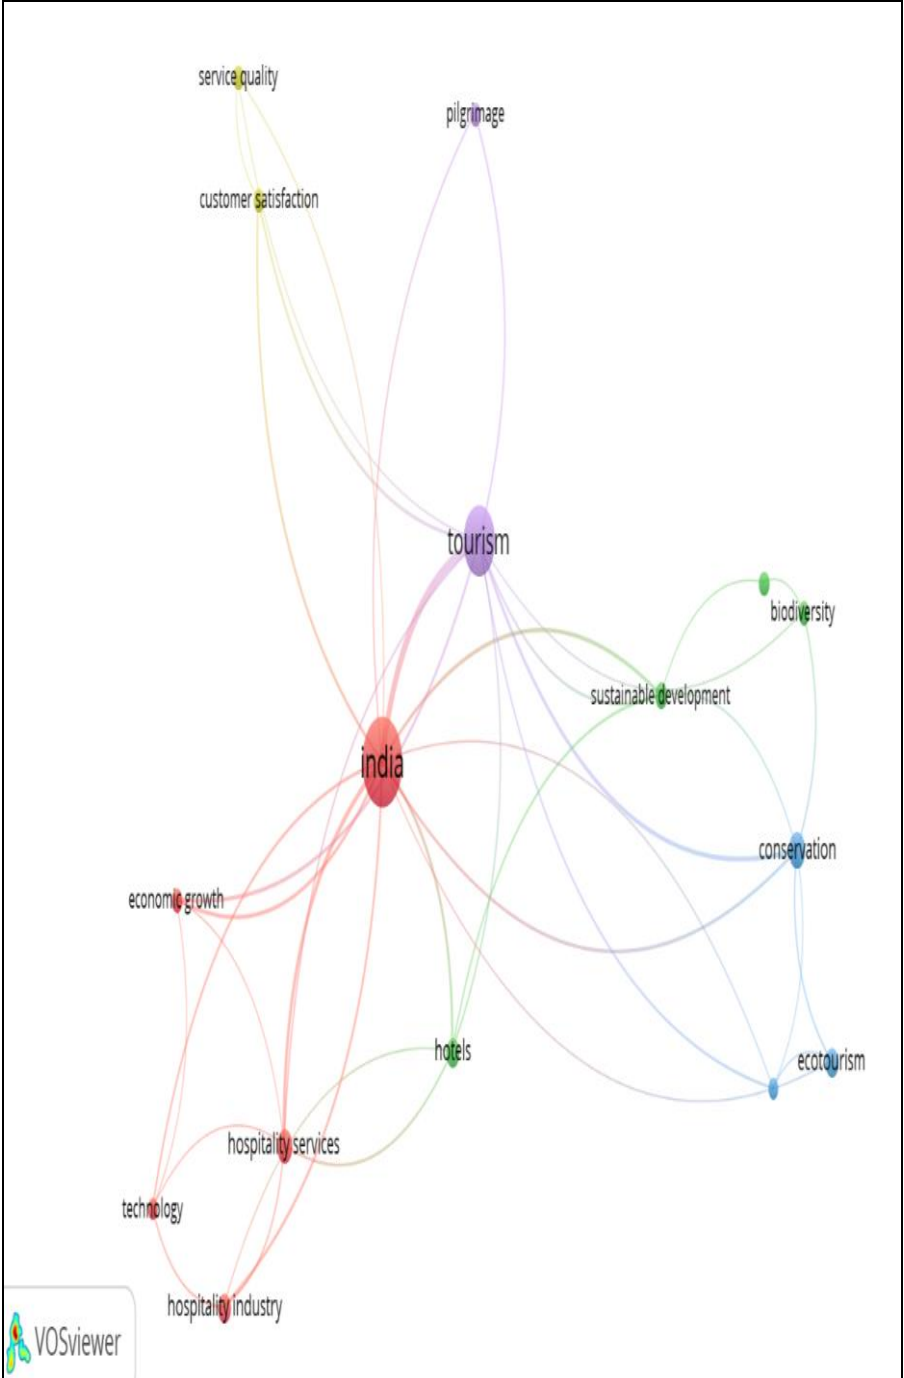 service quality
pilgrimage
customer satisfaction
tourism
biodiversity
sustainable development
india
conservation
economic growth
hotels
ecotourism
hospitality services
technology
hospitality industry
VOSviewer